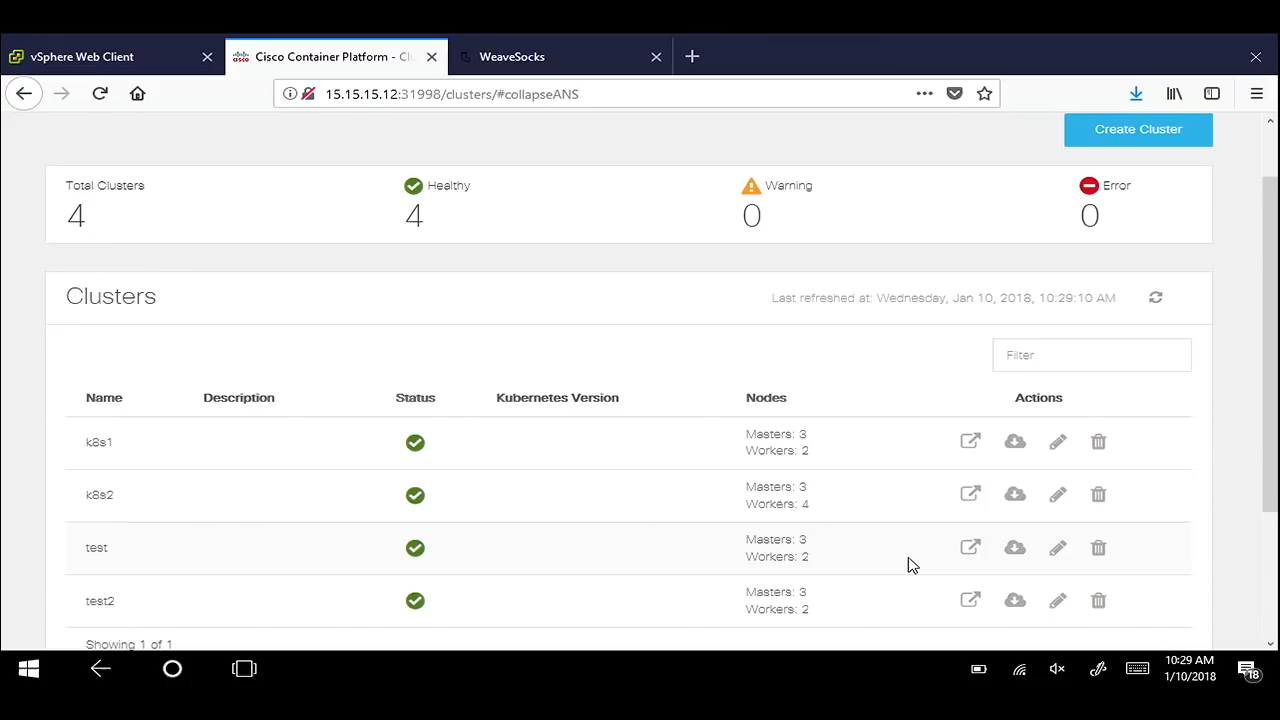 vSphere Web Client
Cisco Container Platform - Cl
WeaveSocks
15.15.15.12:31998/clusters/#collapseANS
Create Cluster
Total Clusters
4
Healthy
4
Warning
0
Error
0
Clusters
Last refreshed at: Wednesday, Jan 10, 2018, 10:29:10 AM
Filter
Name Description Status Kubernetes Version Nodes Actions
k8s1
Masters: 3
Workers: 2
k8s2
Masters: 3
Workers: 4
test
Masters: 3
Workers: 2
test2
Masters: 3
Workers: 2
Showing 1 of 1
10:29 AM
1/10/2018
18